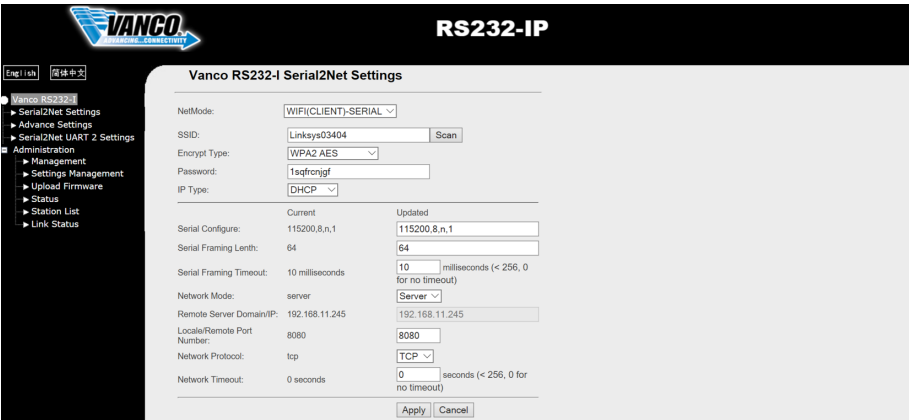 VANCO.
ADVANCING...CONNECTIVITY
RS232-IP
English 简体中文
Vanco RS232-I
Serial2Net Settings
Advance Settings
Serial2Net UART 2 Settings
Administration
Management
Settings Management
Upload Firmware
Status
Station List
Link Status
Vanco RS232-I Serial2Net Settings
NetMode: WIFI(CLIENT)-SERIAL
SSID: Linksys03404 Scan
Encrypt Type: WPA2 AES
Password: 1sqfrcnjgf
IP Type: DHCP
Current Updated
Serial Configure: 115200,8,n,1 115200,8,n,1
Serial Framing Lenth: 64 64
Serial Framing Timeout: 10 milliseconds 10 milliseconds (< 256, 0
for no timeout)
Network Mode: server Server
Remote Server Domain/IP: 192.168.11.245 192.168.11.245
Locale/Remote Port
Number: 8080 8080
Network Protocol: tcp TCP
Network Timeout: 0 seconds 0 seconds (< 256, 0 for
no timeout)
Apply Cancel